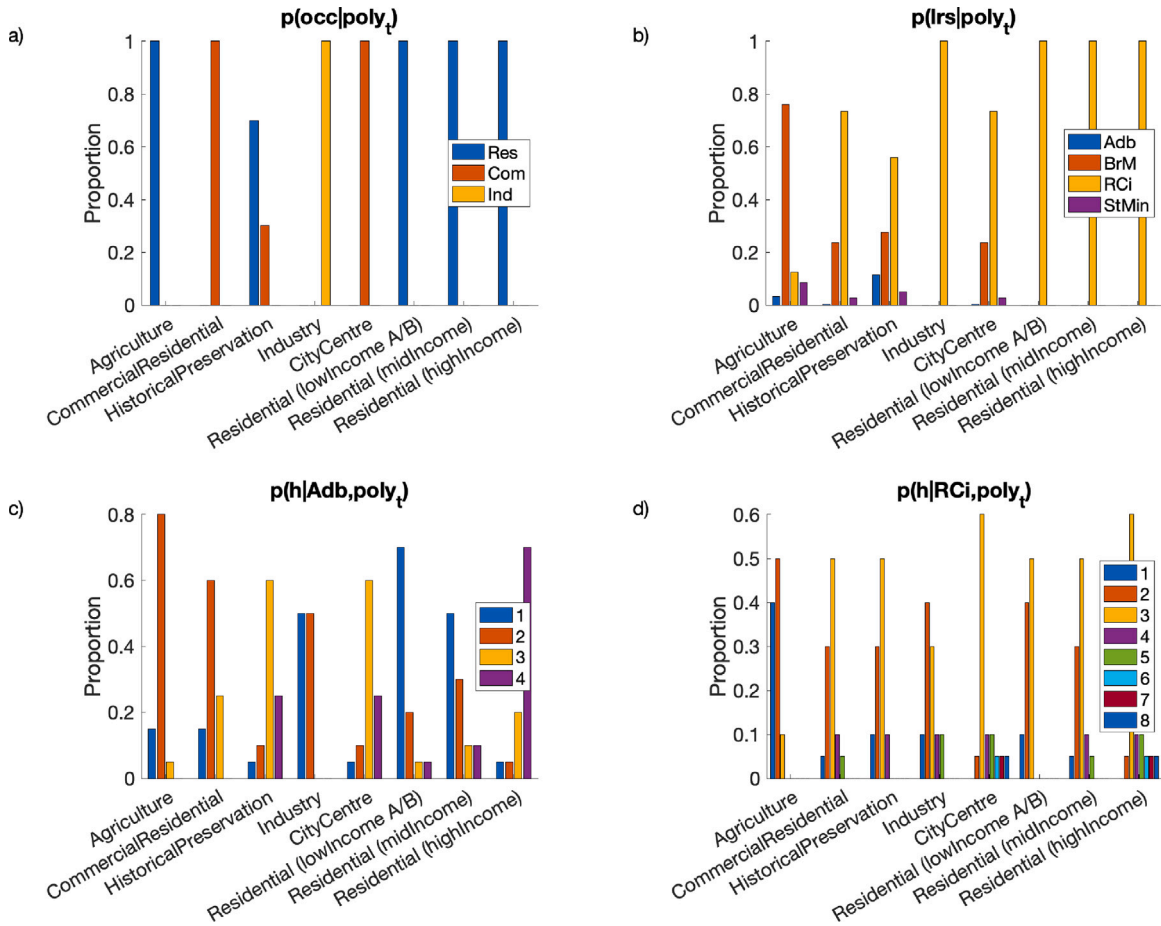 a)
p(occ|poly_t)
Proportion
1
0.8
0.6
0.4
0.2
0
Res
Com
Ind
Agriculture
CommercialResidential
HistoricalPreservation
Industry
CityCentre
Residential (lowIncome A/B)
Residential (midIncome)
Residential (highIncome)
b)
p(lrs|poly_t)
Proportion
1
0.8
0.6
0.4
0.2
0
Adb
BrM
RCi
StMin
Agriculture
CommercialResidential
HistoricalPreservation
Industry
CityCentre
Residential (lowIncome A/B)
Residential (midIncome)
Residential (highIncome)
c)
p(h|Adb,poly_t)
Proportion
0.8
0.6
0.4
0.2
0
1
2
3
4
Agriculture
CommercialResidential
HistoricalPreservation
Industry
CityCentre
Residential (lowIncome A/B)
Residential (midIncome)
Residential (highIncome)
d)
p(h|RCi,poly_t)
Proportion
0.6
0.5
0.4
0.3
0.2
0.1
0
1
2
3
4
5
6
7
8
Agriculture
CommercialResidential
HistoricalPreservation
Industry
CityCentre
Residential (lowIncome A/B)
Residential (midIncome)
Residential (highIncome)